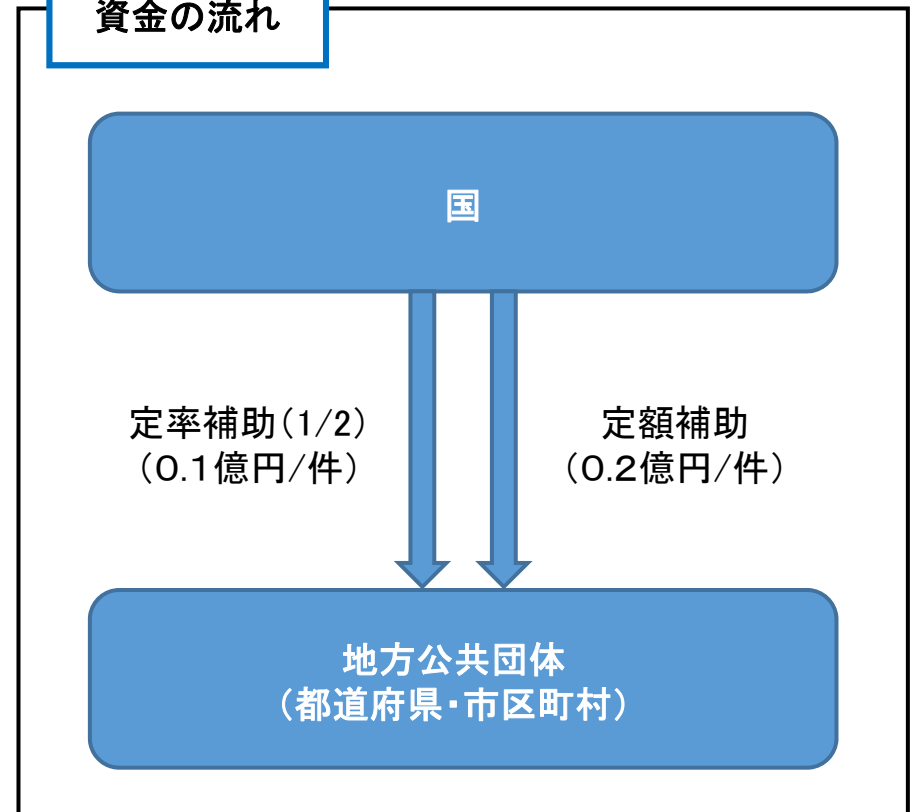 資金の流れ
国
定率補助(1/2)
(0.1億円/件)
定額補助
(0.2億円/件)
地方公共団体
(都道府県・市区町村)